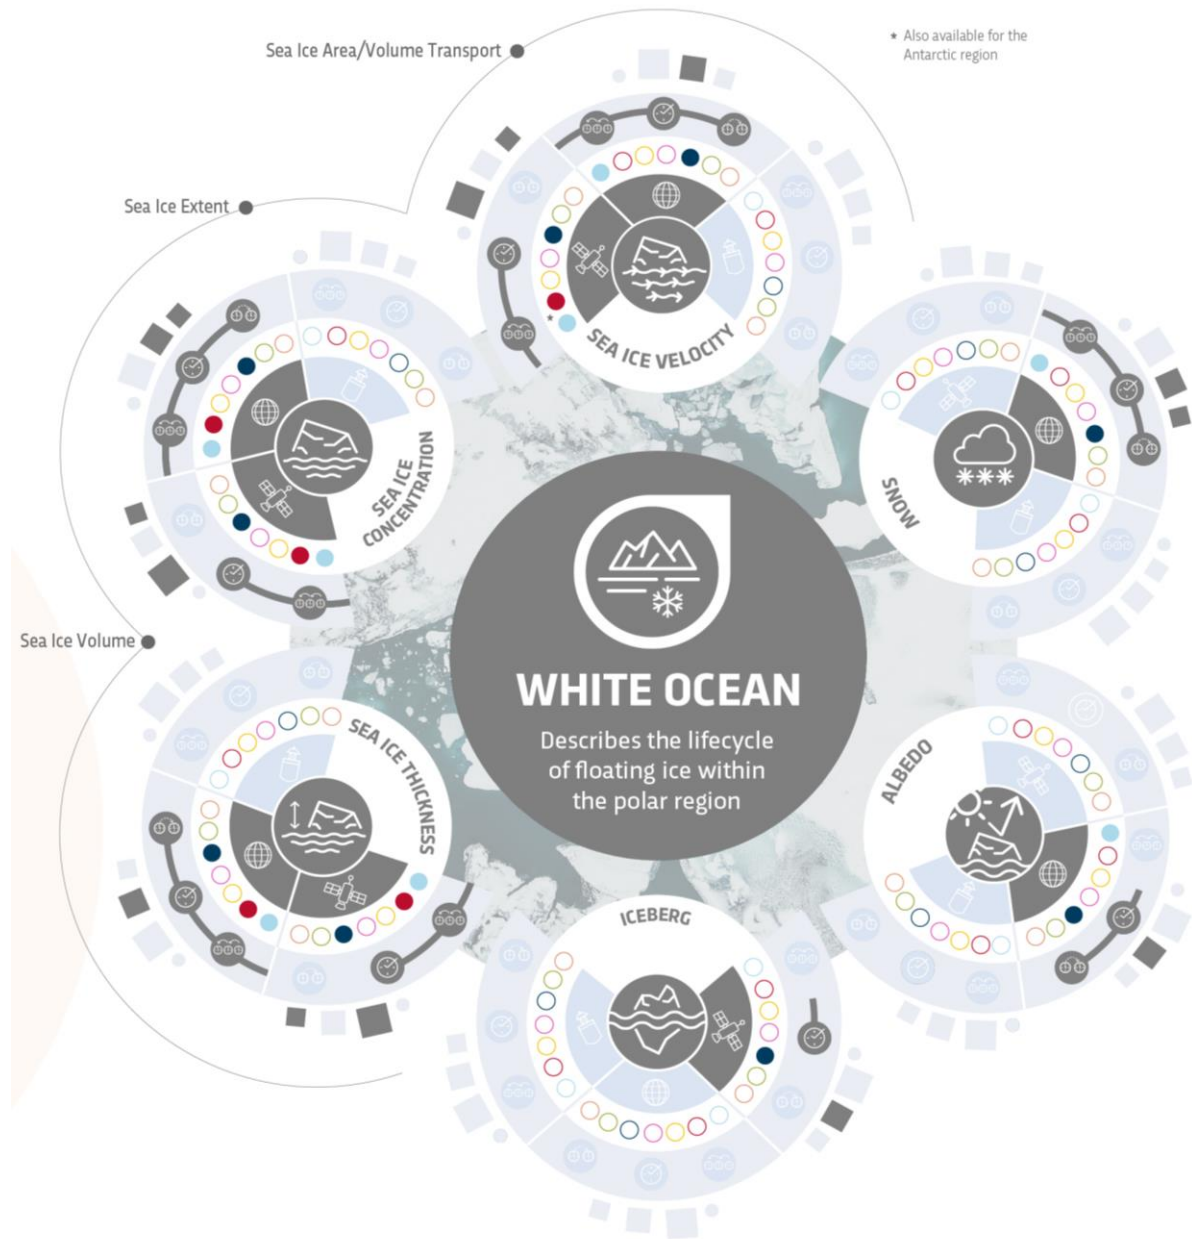 Sea Ice Area/Volume Transport
* Also available for the
Antarctic region
Sea Ice Extent
SEA ICE VELOCITY
SEA ICE
CONCENTRATION
SNOW
WHITE OCEAN
Describes the lifecycle
of floating ice within
the polar region
*
Sea Ice Volume
SEA ICE THICKNESS
ALBEDO
ICEBERG